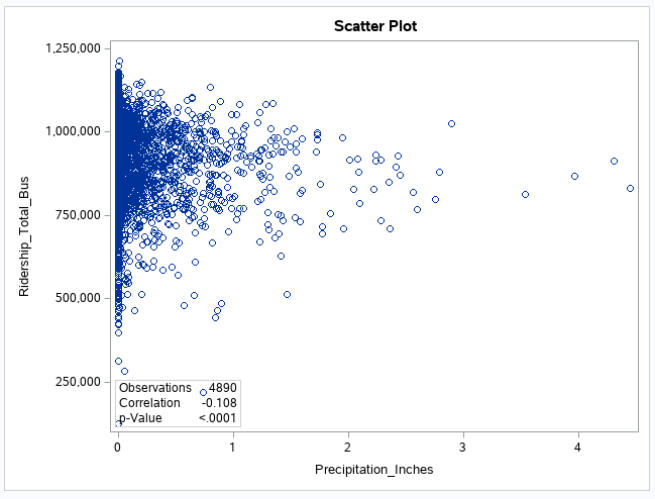 Scatter Plot
1,250,000
1,000,000
750,000
500,000
250,000
Ridership_Total_Bus
Observations 4890
Correlation -0.108
p-Value <.0001
0 1 2 3 4
Precipitation_Inches